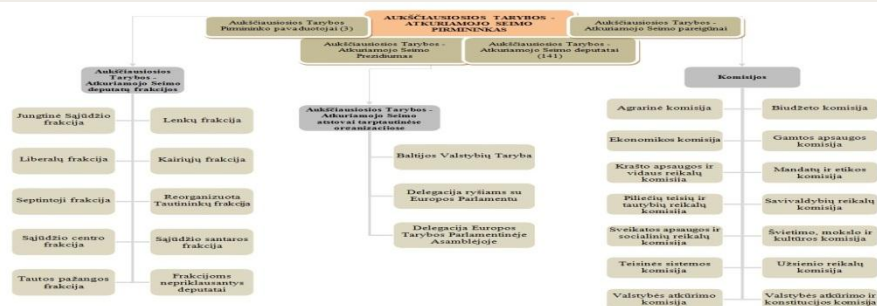 AUKŠČIAUSIOSIOS TARYBOS -
ATKURIAMOJO SEIMO
PIRMININKAS
Aukščiausiosios Tarybos
Pirmininko pavaduotojai (3)
Aukščiausiosios Tarybos -
Atkuriamojo Seimo pareigūnai
Aukščiausiosios Tarybos -
Atkuriamojo Seimo
Prezidiumas
Aukščiausiosios Tarybos -
Atkuriamojo Seimo deputatai
(141)
Aukščiausiosios
Tarybos -
Atkuriamojo Seimo
deputatų frakcijos
Jungtinė Sąjūdžio
frakcija
Lenkų frakcija
Liberalų frakcija
Kairiųjų frakcija
Septintoji frakcija
Reorganizuota
Tautininkų frakcija
Sąjūdžio centro
frakcija
Sąjūdžio santaros
frakcija
Tautos pažangos
frakcija
Frakcijoms
nepriklausantys
deputatai
Aukščiausiosios Tarybos -
Atkuriamojo Seimo
atstovai tarptautinėse
organizacijose
Baltijos Valstybių Taryba
Delegacija ryšiams su
Europos Parlamentu
Delegacija Europos
Tarybos Parlamentinėje
Asamblėjoje
Komisijos
Agrarinė komisija
Biudžeto komisija
Ekonomikos komisija
Gamtos apsaugos
komisija
Krašto apsaugos ir
vidaus reikalų
komisija
Mandatų ir etikos
komisija
Piliečių teisių ir
tautybių reikalų
komisija
Savivaldybių reikalų
komisija
Sveikatos apsaugos ir
socialinių reikalų
komisija
Švietimo, mokslo ir
kultūros komisija
Teisinės sistemos
komisija
Užsienio reikalų
komisija
Valstybės atkūrimo
komisija
Valstybės atkūrimo ir
konstitucijos komisija